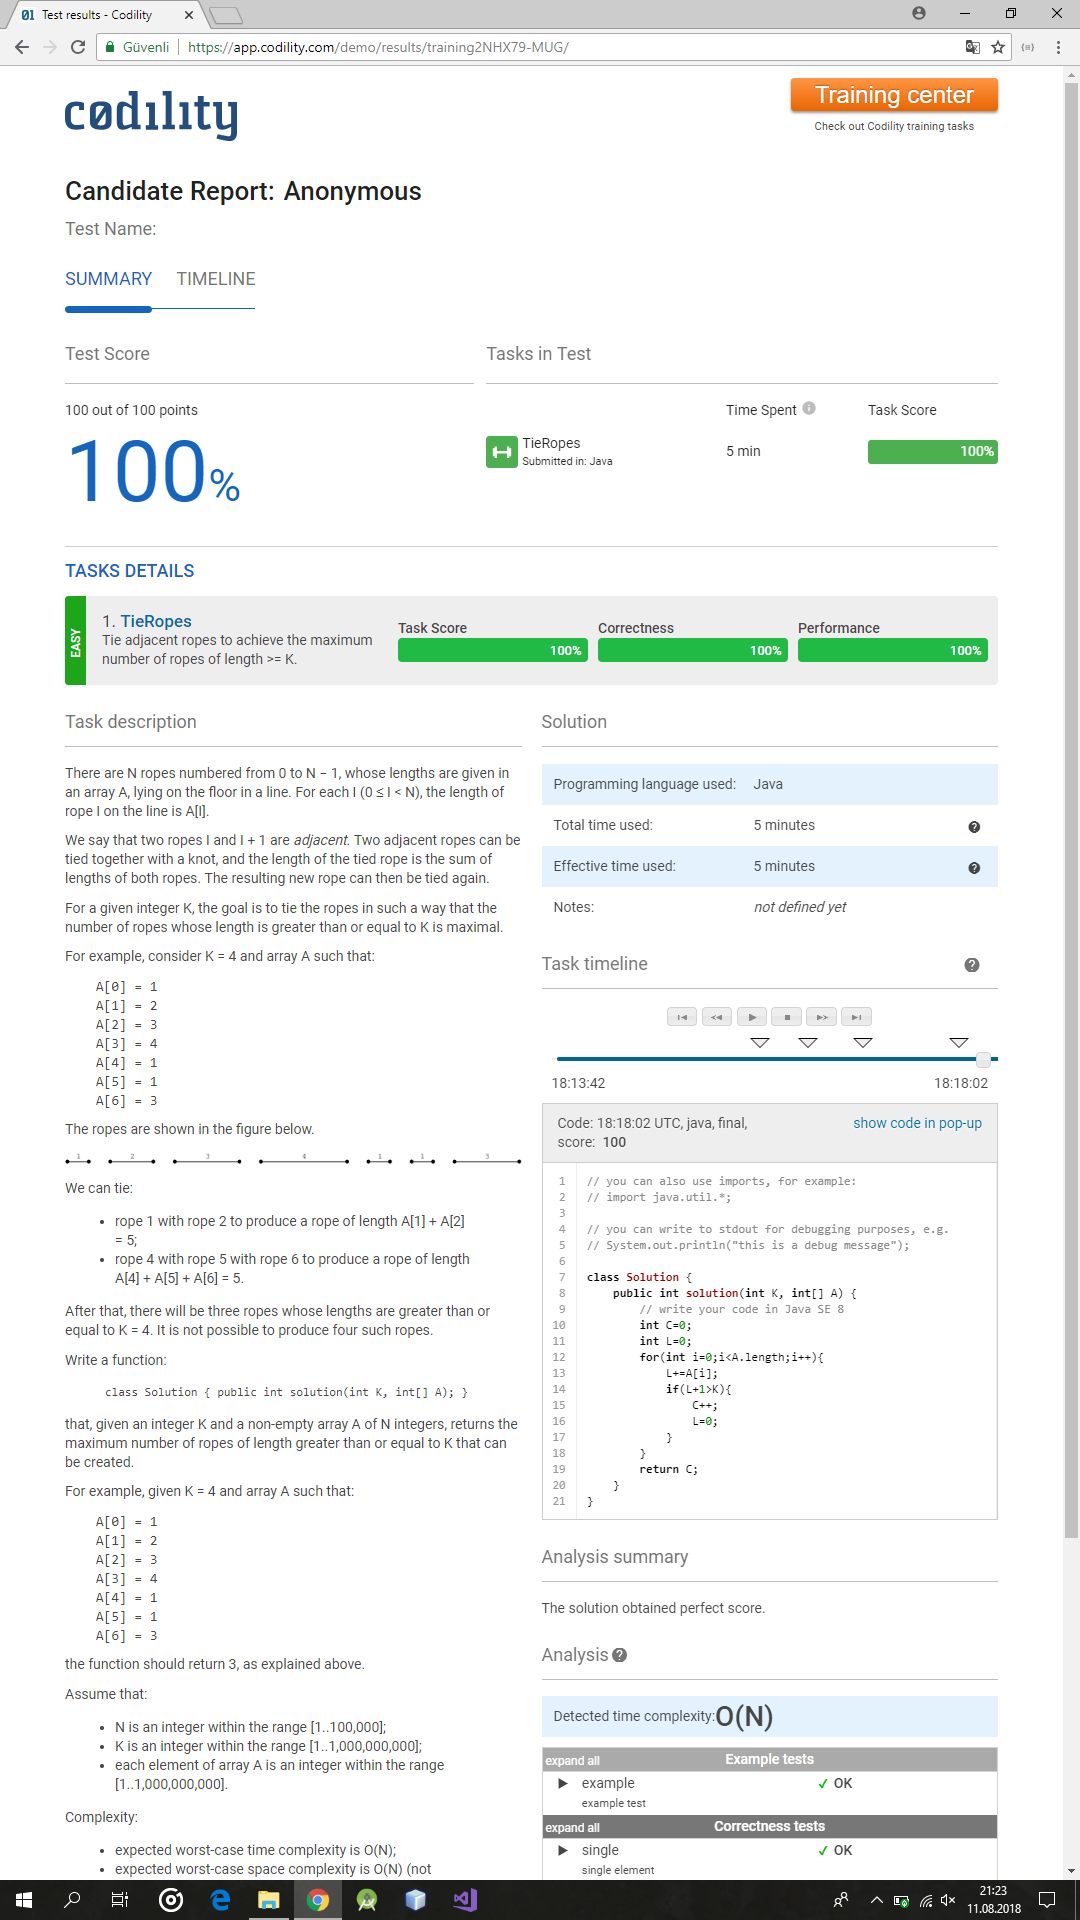 Test results - Codility
Güvenli
https://app.codility.com/demo/results/training2NHX79-MUG/
codility
Training center
Check out Codility training tasks
Candidate Report: Anonymous
Test Name:
SUMMARY TIMELINE
Test Score
100 out of 100 points
100%
Tasks in Test
Time Spent Task Score
TieRopes
Submitted in: Java
5 min
100%
TASKS DETAILS
EASY
1. TieRopes
Tie adjacent ropes to achieve the maximum
number of ropes of length >= K.
Task Score
100%
Correctness
100%
Performance
100%
Task description
There are N ropes numbered from 0 to N − 1, whose lengths are given in
an array A, lying on the floor in a line. For each I (0 ≤ I < N), the length of
rope I on the line is A[I].
We say that two ropes I and I + 1 are adjacent. Two adjacent ropes can be
tied together with a knot, and the length of the tied rope is the sum of
lengths of both ropes. The resulting new rope can then be tied again.
For a given integer K, the goal is to tie the ropes in such a way that the
number of ropes whose length is greater than or equal to K is maximal.
For example, consider K = 4 and array A such that:
A[0] = 1
A[1] = 2
A[2] = 3
A[3] = 4
A[4] = 1
A[5] = 1
A[6] = 3
The ropes are shown in the figure below.
1 2 3 4 1 1 3
We can tie:
• rope 1 with rope 2 to produce a rope of length A[1] + A[2]
= 5;
• rope 4 with rope 5 with rope 6 to produce a rope of length
A[4] + A[5] + A[6] = 5.
After that, there will be three ropes whose lengths are greater than or
equal to K = 4. It is not possible to produce four such ropes.
Write a function:
class Solution { public int solution(int K, int[] A); }
that, given an integer K and a non-empty array A of N integers, returns the
maximum number of ropes of length greater than or equal to K that can
be created.
For example, given K = 4 and array A such that:
A[0] = 1
A[1] = 2
A[2] = 3
A[3] = 4
A[4] = 1
A[5] = 1
A[6] = 3
the function should return 3, as explained above.
Assume that:
• N is an integer within the range [1..100,000];
• K is an integer within the range [1..1,000,000,000];
• each element of array A is an integer within the range
[1..1,000,000,000].
Complexity:
• expected worst-case time complexity is O(N);
• expected worst-case space complexity is O(N) (not
Solution
Programming language used: Java
Total time used: 5 minutes
Effective time used: 5 minutes
Notes: not defined yet
Task timeline
18:13:42 18:18:02
Code: 18:18:02 UTC, java, final,
score: 100
show code in pop-up
1 // you can also use imports, for example:
2 // import java.util.*;
3
4 // you can write to stdout for debugging purposes, e.g.
5 // System.out.println("this is a debug message");
6
7 class Solution {
8 public int solution(int K, int[] A) {
9 // write your code in Java SE 8
10 int C=0;
11 int L=0;
12 for(int i=0;i<A.length;i++){
13 L+=A[i];
14 if(L+1>K){
15 C++;
16 L=0;
17 }
18 }
19 return C;
20 }
21 }
Analysis summary
The solution obtained perfect score.
Analysis
Detected time complexity: O(N)
expand all Example tests
example ✓ OK
example test
expand all Correctness tests
single ✓ OK
single element
21:23
11.08.2018